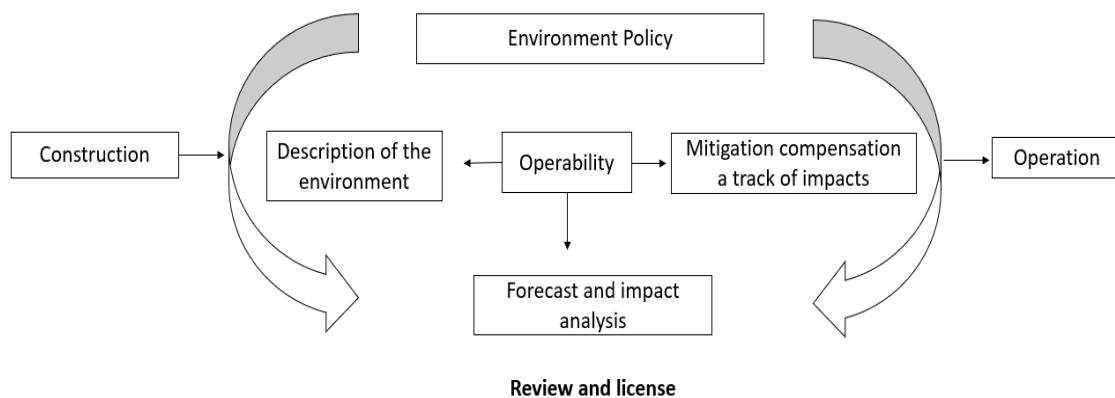 Environment Policy
Construction
Description of the
environment
Operability
Mitigation compensation
a track of impacts
Operation
Forecast and impact
analysis
Review and license